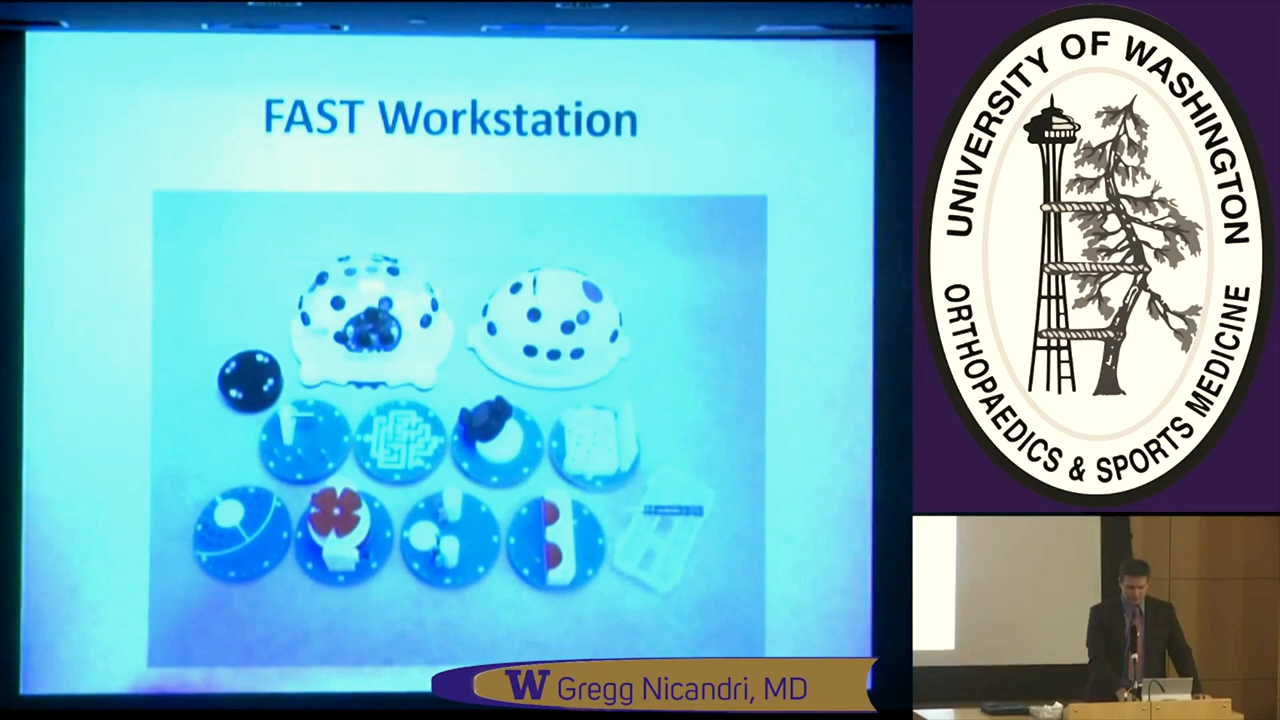 FAST Workstation
UNIVERSITY OF WASHINGTON
ORTHOPAEDICS & SPORTS MEDICINE
W Gregg Nicandri, MD